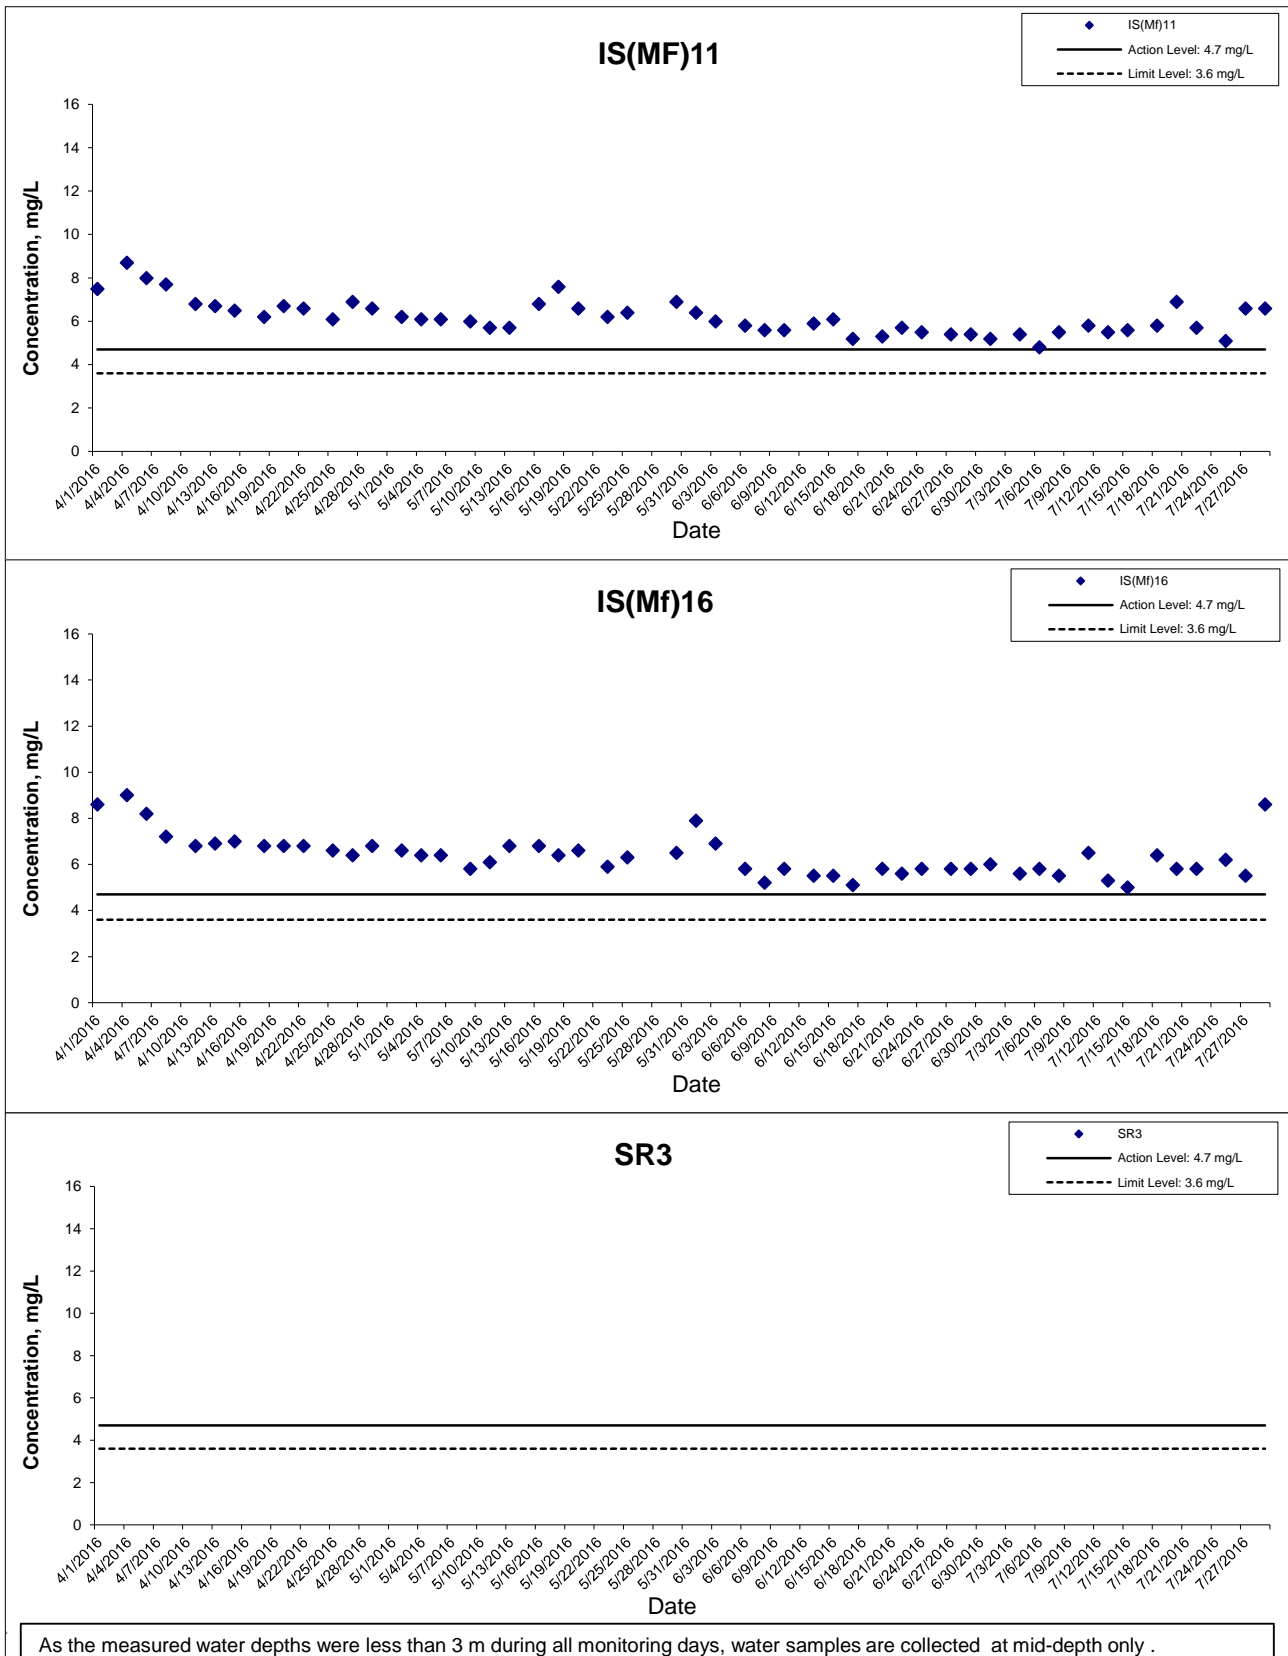 IS(MF)11
IS(Mf)11
Action Level: 4.7 mg/L
Limit Level: 3.6 mg/L
Concentration, mg/L
16
14
12
10
8
6
4
2
0
4/1/2016 4/4/2016 4/7/2016 4/10/2016 4/13/2016 4/16/2016 4/19/2016 4/22/2016 4/25/2016 4/28/2016 5/1/2016 5/4/2016 5/7/2016 5/10/2016 5/13/2016 5/16/2016 5/19/2016 5/22/2016 5/25/2016 5/28/2016 5/31/2016 6/3/2016 6/6/2016 6/9/2016 6/12/2016 6/15/2016 6/18/2016 6/21/2016 6/24/2016 6/27/2016 6/30/2016 7/3/2016 7/6/2016 7/9/2016 7/12/2016 7/15/2016 7/18/2016 7/21/2016 7/24/2016 7/27/2016
Date
IS(Mf)16
IS(Mf)16
Action Level: 4.7 mg/L
Limit Level: 3.6 mg/L
Concentration, mg/L
16
14
12
10
8
6
4
2
0
4/1/2016 4/4/2016 4/7/2016 4/10/2016 4/13/2016 4/16/2016 4/19/2016 4/22/2016 4/25/2016 4/28/2016 5/1/2016 5/4/2016 5/7/2016 5/10/2016 5/13/2016 5/16/2016 5/19/2016 5/22/2016 5/25/2016 5/28/2016 5/31/2016 6/3/2016 6/6/2016 6/9/2016 6/12/2016 6/15/2016 6/18/2016 6/21/2016 6/24/2016 6/27/2016 6/30/2016 7/3/2016 7/6/2016 7/9/2016 7/12/2016 7/15/2016 7/18/2016 7/21/2016 7/24/2016 7/27/2016
Date
SR3
SR3
Action Level: 4.7 mg/L
Limit Level: 3.6 mg/L
Concentration, mg/L
16
14
12
10
8
6
4
2
0
4/1/2016 4/4/2016 4/7/2016 4/10/2016 4/13/2016 4/16/2016 4/19/2016 4/22/2016 4/25/2016 4/28/2016 5/1/2016 5/4/2016 5/7/2016 5/10/2016 5/13/2016 5/16/2016 5/19/2016 5/22/2016 5/25/2016 5/28/2016 5/31/2016 6/3/2016 6/6/2016 6/9/2016 6/12/2016 6/15/2016 6/18/2016 6/21/2016 6/24/2016 6/27/2016 6/30/2016 7/3/2016 7/6/2016 7/9/2016 7/12/2016 7/15/2016 7/18/2016 7/21/2016 7/24/2016 7/27/2016
Date
As the measured water depths were less than 3 m during all monitoring days, water samples are collected at mid-depth only .